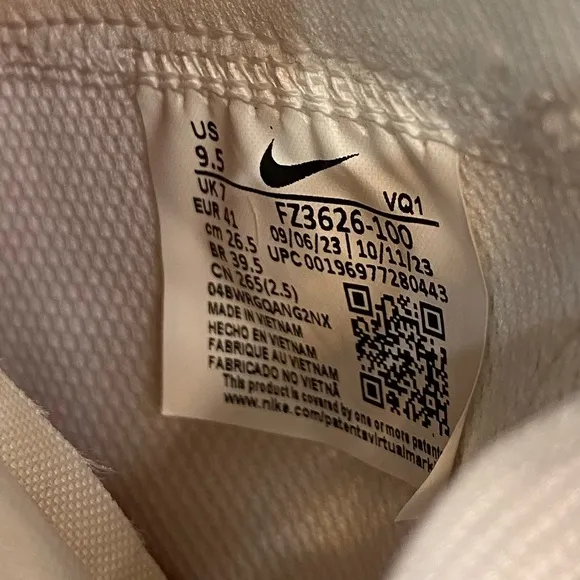 US
9.5
VQ1
UK 7
FZ3626-100
EUR 41
09/06/23 | 10/11/23
cm 26.5
UPC 00196977280443
BR 39.5
CN 265(2.5)
04BWRGQANG2NX
MADE IN VIETNAM
HECHO EN VIETNAM
FABRIQUE AU VIETNAM
FABRICADO NO VIETNÃ
This product is covered by one or more patents
www.nike.com/patentsvirtualmark